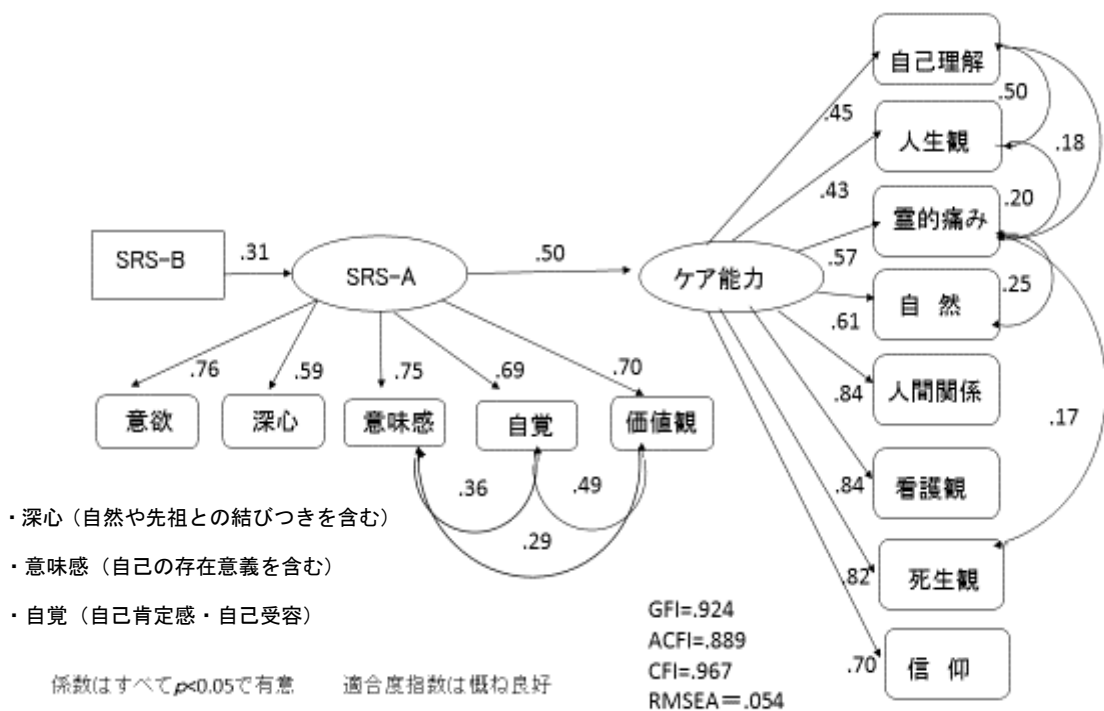 自己理解
.50
.45
人生観
.18
.43
.20
霊的痛み
SRS-B
.31
SRS-A
.50
ケア能力
.57
.25
自 然
.61
.76
.59
.75
.69
.70
人間関係
.84
意欲
深心
意味感
自覚
価値観
.17
.36
.49
看護観
.84
・深心（自然や先祖との結びつきを含む）
.29
・意味感（自己の存在意義を含む）
死生観
.82
・自覚（自己肯定感・自己受容）
GFI=.924
ACFI=.889
CFI=.967
RMSEA＝.054
.70
信 仰
係数はすべてp<0.05で有意
適合度指数は概ね良好